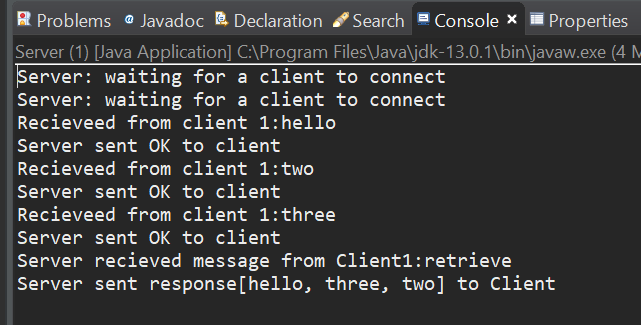 Problems @ Javadoc Declaration Search Console Properties
Server (1) [Java Application] C:\Program Files\Java\jdk-13.0.1\bin\javaw.exe (4 M
Server: waiting for a client to connect
Server: waiting for a client to connect
Recieveed from client 1:hello
Server sent OK to client
Recieveed from client 1:two
Server sent OK to client
Recieveed from client 1:three
Server sent OK to client
Server recieved message from Client1:retrieve
Server sent response[hello, three, two] to Client